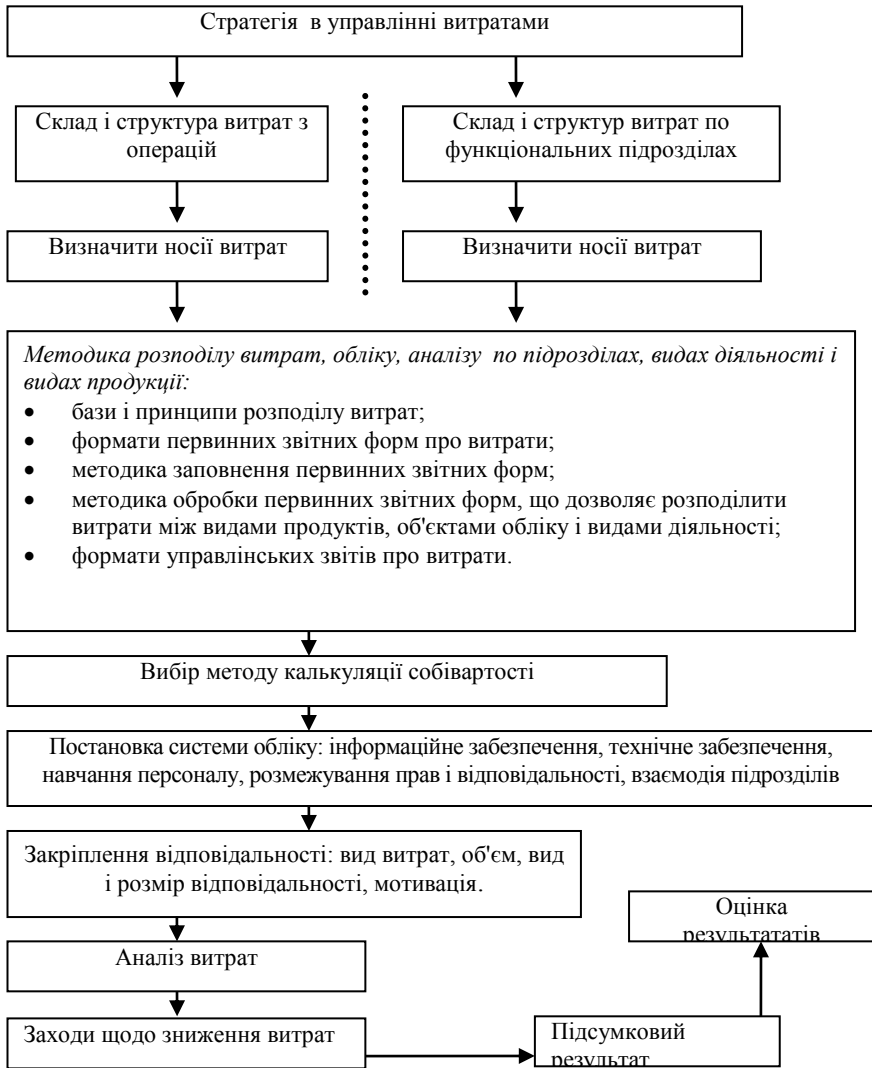 Стратегія в управлінні витратами
Склад і структура витрат з
операцій
Склад і структур витрат по
функціональних підрозділах
Визначити носії витрат
Визначити носії витрат
Методика розподілу витрат, обліку, аналізу по підрозділах, видах діяльності і
видах продукції:
• бази і принципи розподілу витрат;
• формати первинних звітних форм про витрати;
• методика заповнення первинних звітних форм;
• методика обробки первинних звітних форм, що дозволяє розподілити
витрати між видами продуктів, об'єктами обліку і видами діяльності;
• формати управлінських звітів про витрати.
Вибір методу калькуляції собівартості
Постановка системи обліку: інформаційне забезпечення, технічне забезпечення,
навчання персоналу, розмежування прав і відповідальності, взаємодія підрозділів
Закріплення відповідальності: вид витрат, об'єм, вид
і розмір відповідальності, мотивація.
Оцінка
результататів
Аналіз витрат
Заходи щодо зниження витрат
Підсумковий
результат